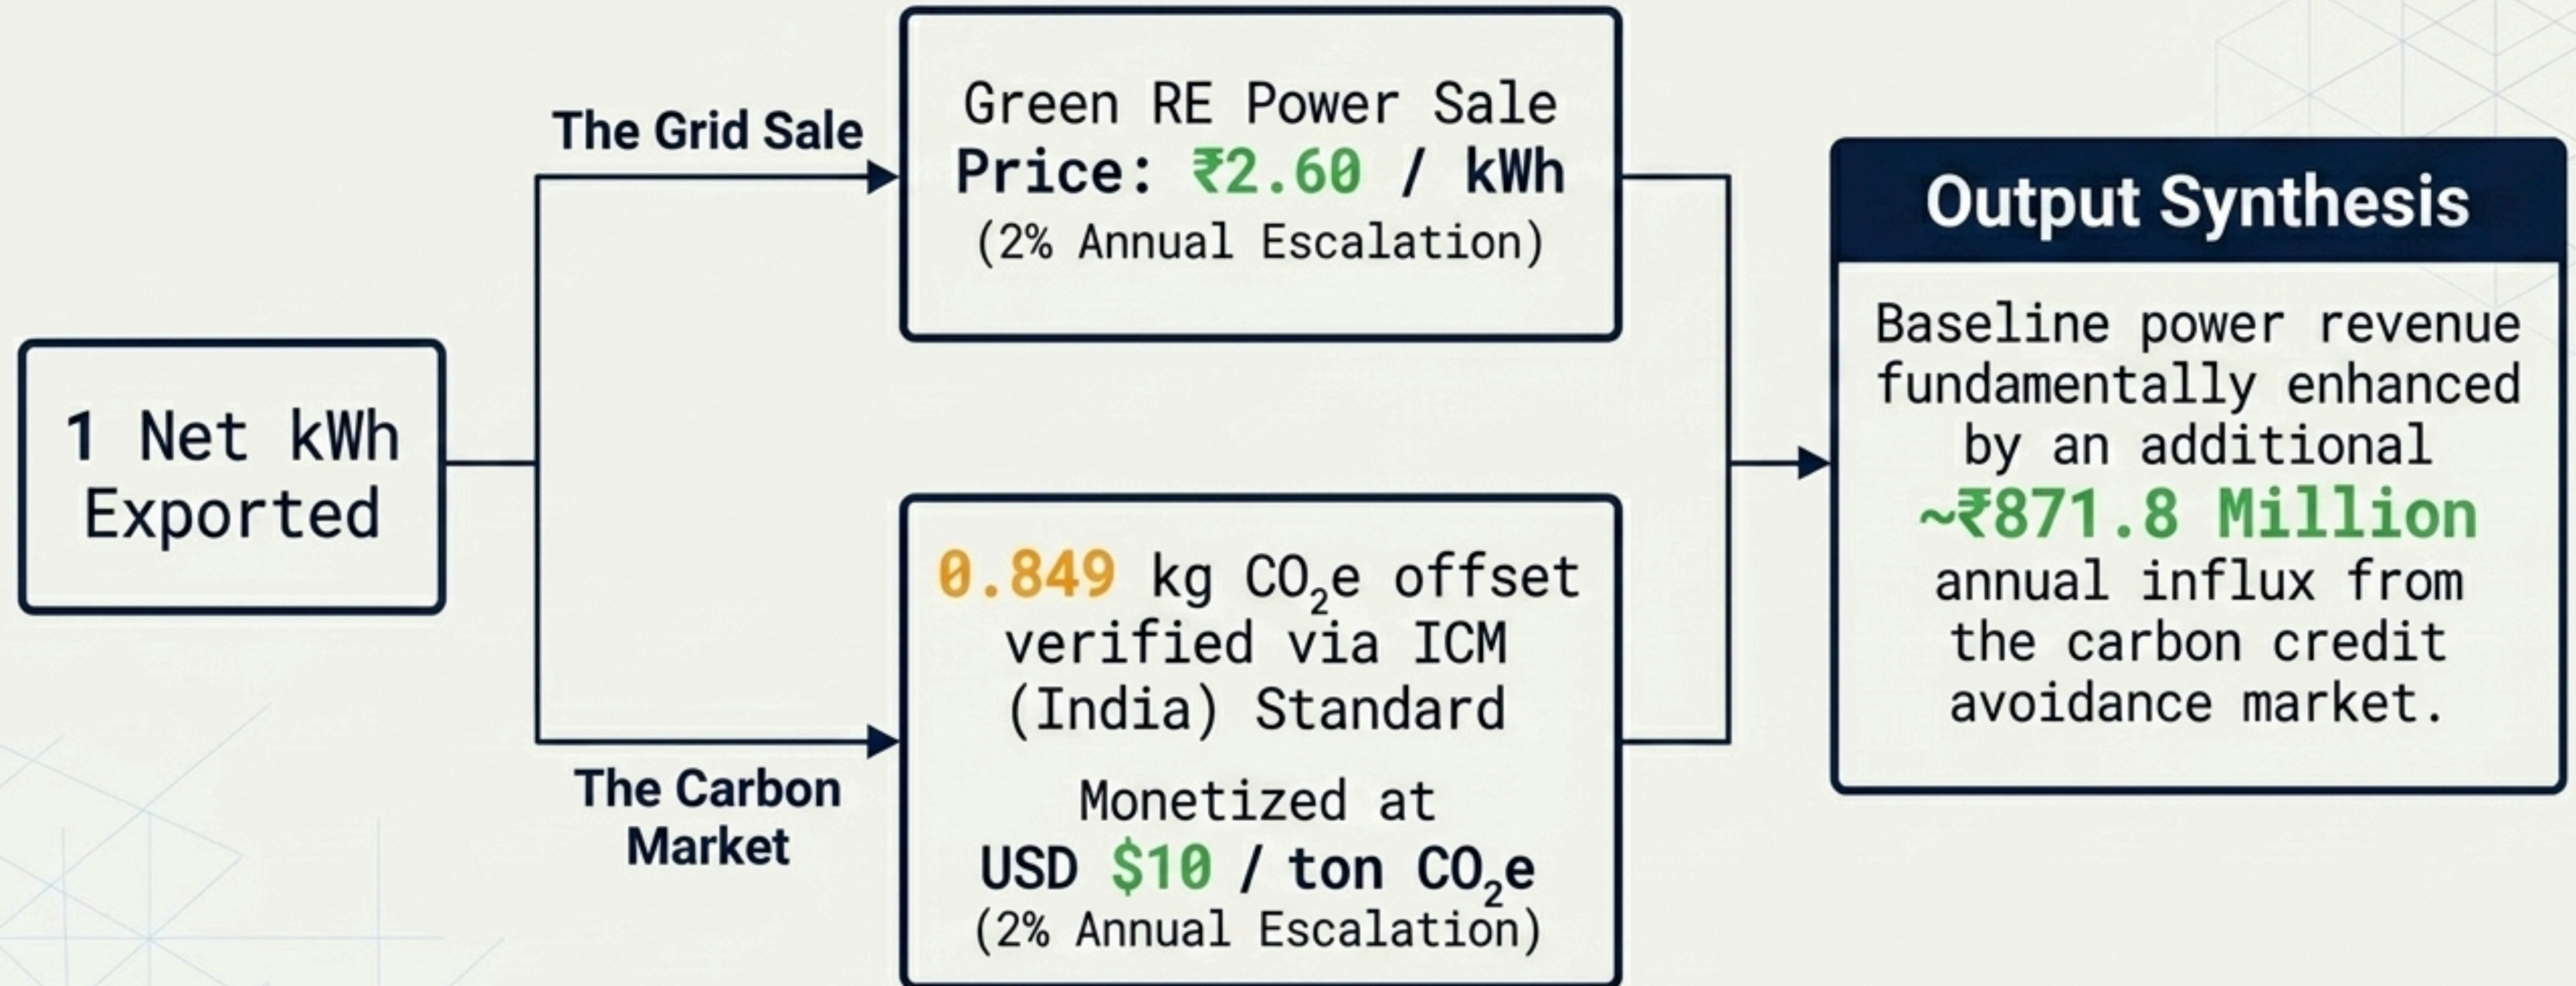 1 Net kWh
Exported
The Grid Sale
Green RE Power Sale
Price: ₹2.60 / kWh
(2% Annual Escalation)
The Carbon
Market
0.849 kg CO₂e offset
verified via ICM
(India) Standard
Monetized at
USD $10 / ton CO₂e
(2% Annual Escalation)
Output Synthesis
Baseline power revenue
fundamentally enhanced
by an additional
~₹871.8 Million
annual influx from
the carbon credit
avoidance market.